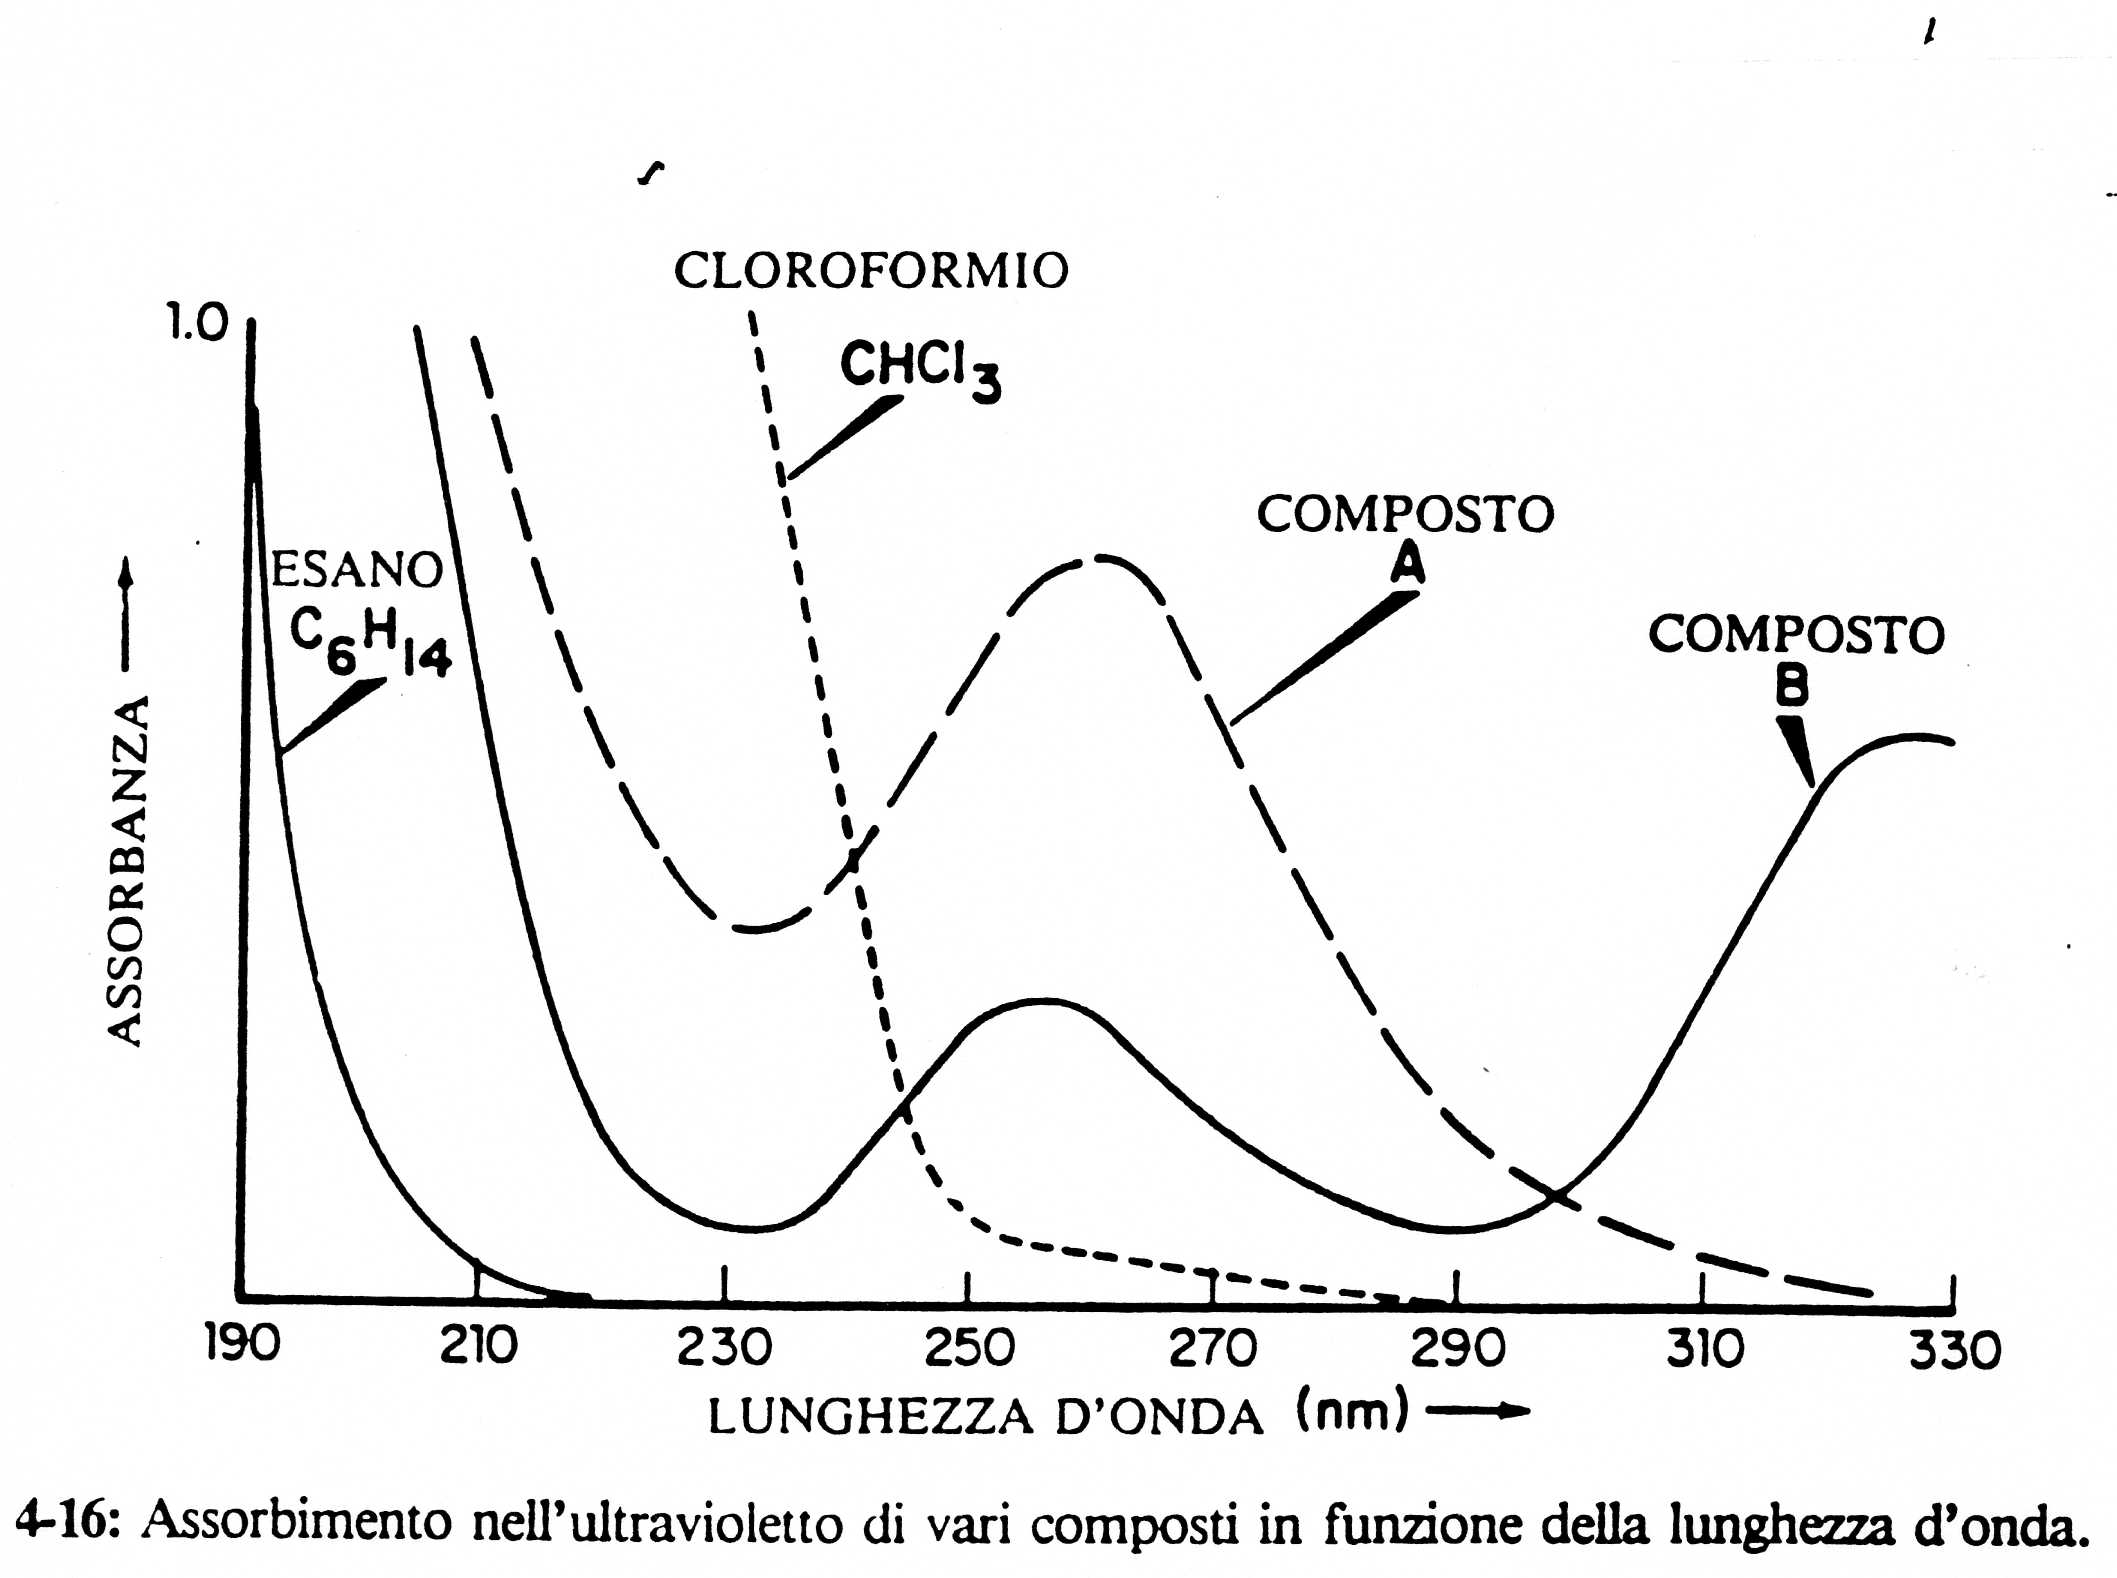 CLOROFORMIO
CHCl3
1.0
COMPOSTO
A
ESANO
C6H14
COMPOSTO
B
ASSORBANZA
190 210 230 250 270 290 310 330
LUNGHEZZA D'ONDA (nm)
4-16: Assorbimento nell'ultravioletto di vari composti in funzione della lunghezza d'onda.